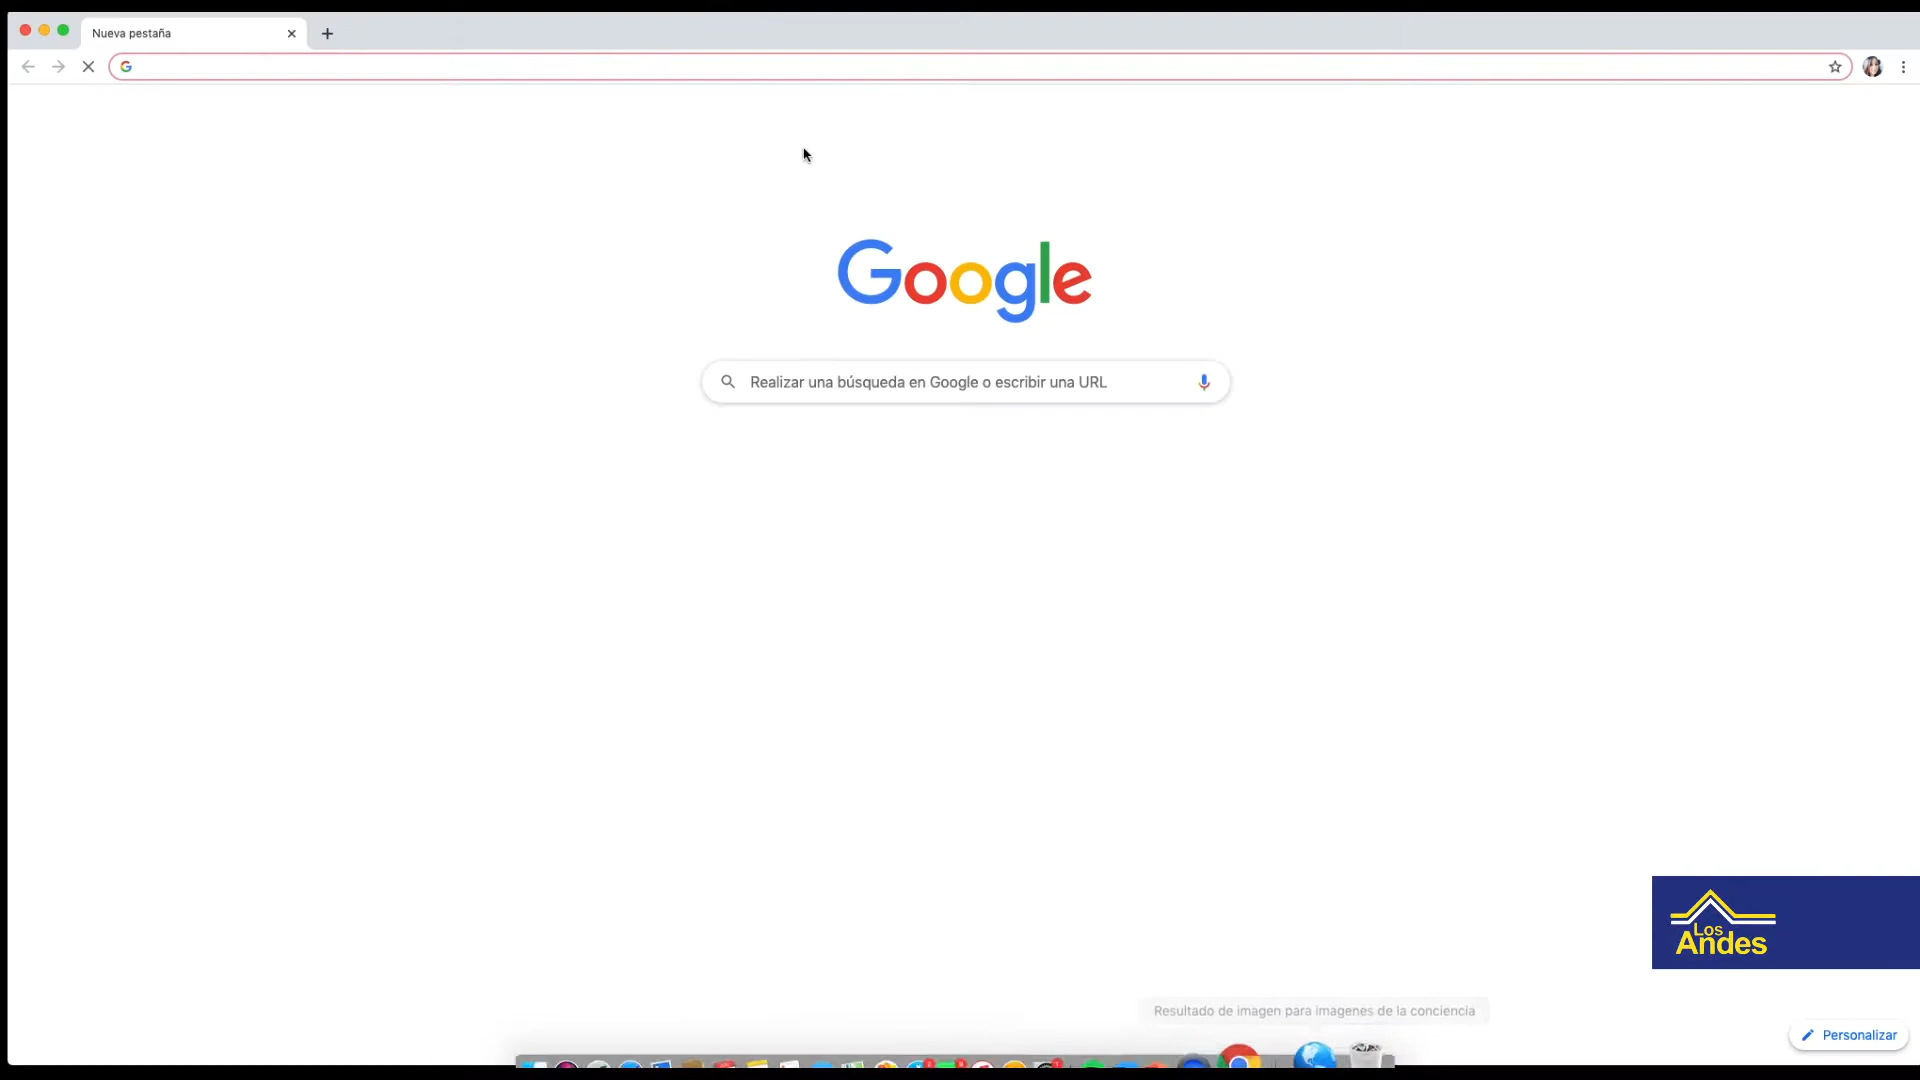 Nueva pestaña
Google
Realizar una búsqueda en Google o escribir una URL
Los
Andes
Resultado de imagen para imagenes de la conciencia
Personalizar